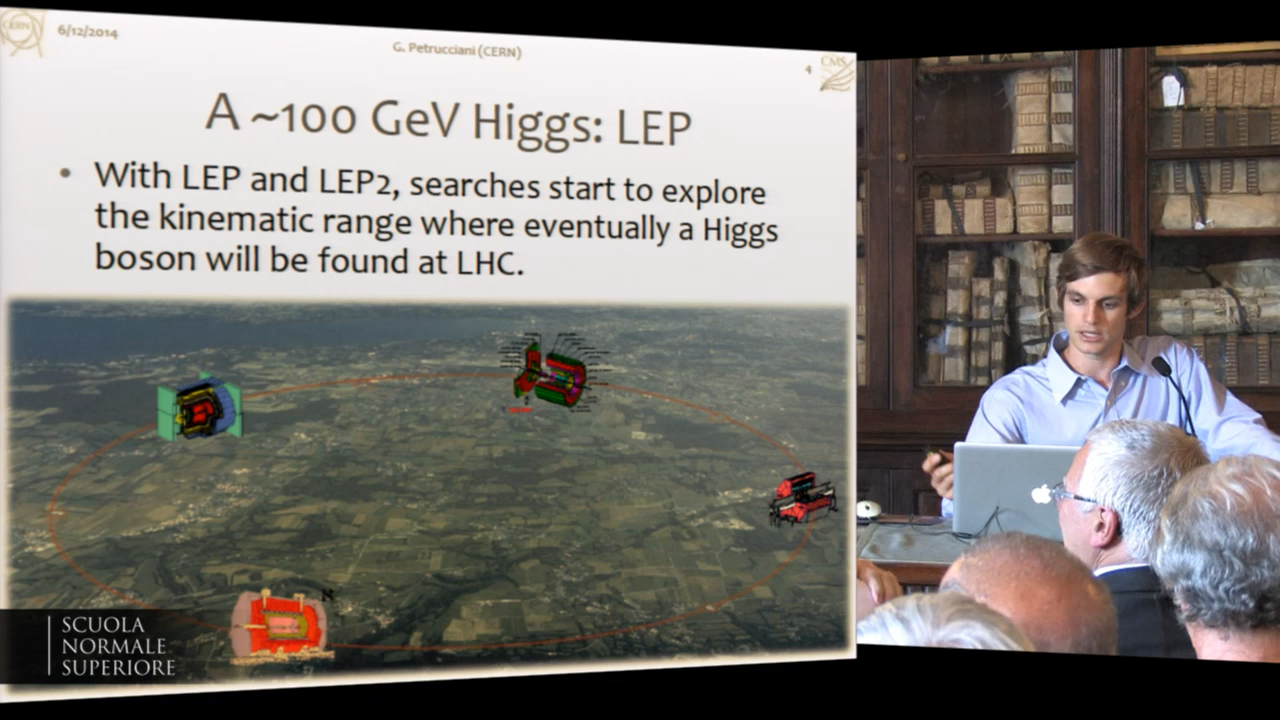 CERN
6/12/2014
G. Petrucciani (CERN)
4
CMS
A ~100 GeV Higgs: LEP
• With LEP and LEP2, searches start to explore
the kinematic range where eventually a Higgs
boson will be found at LHC.
SCUOLA
NORMALE
SUPERIORE